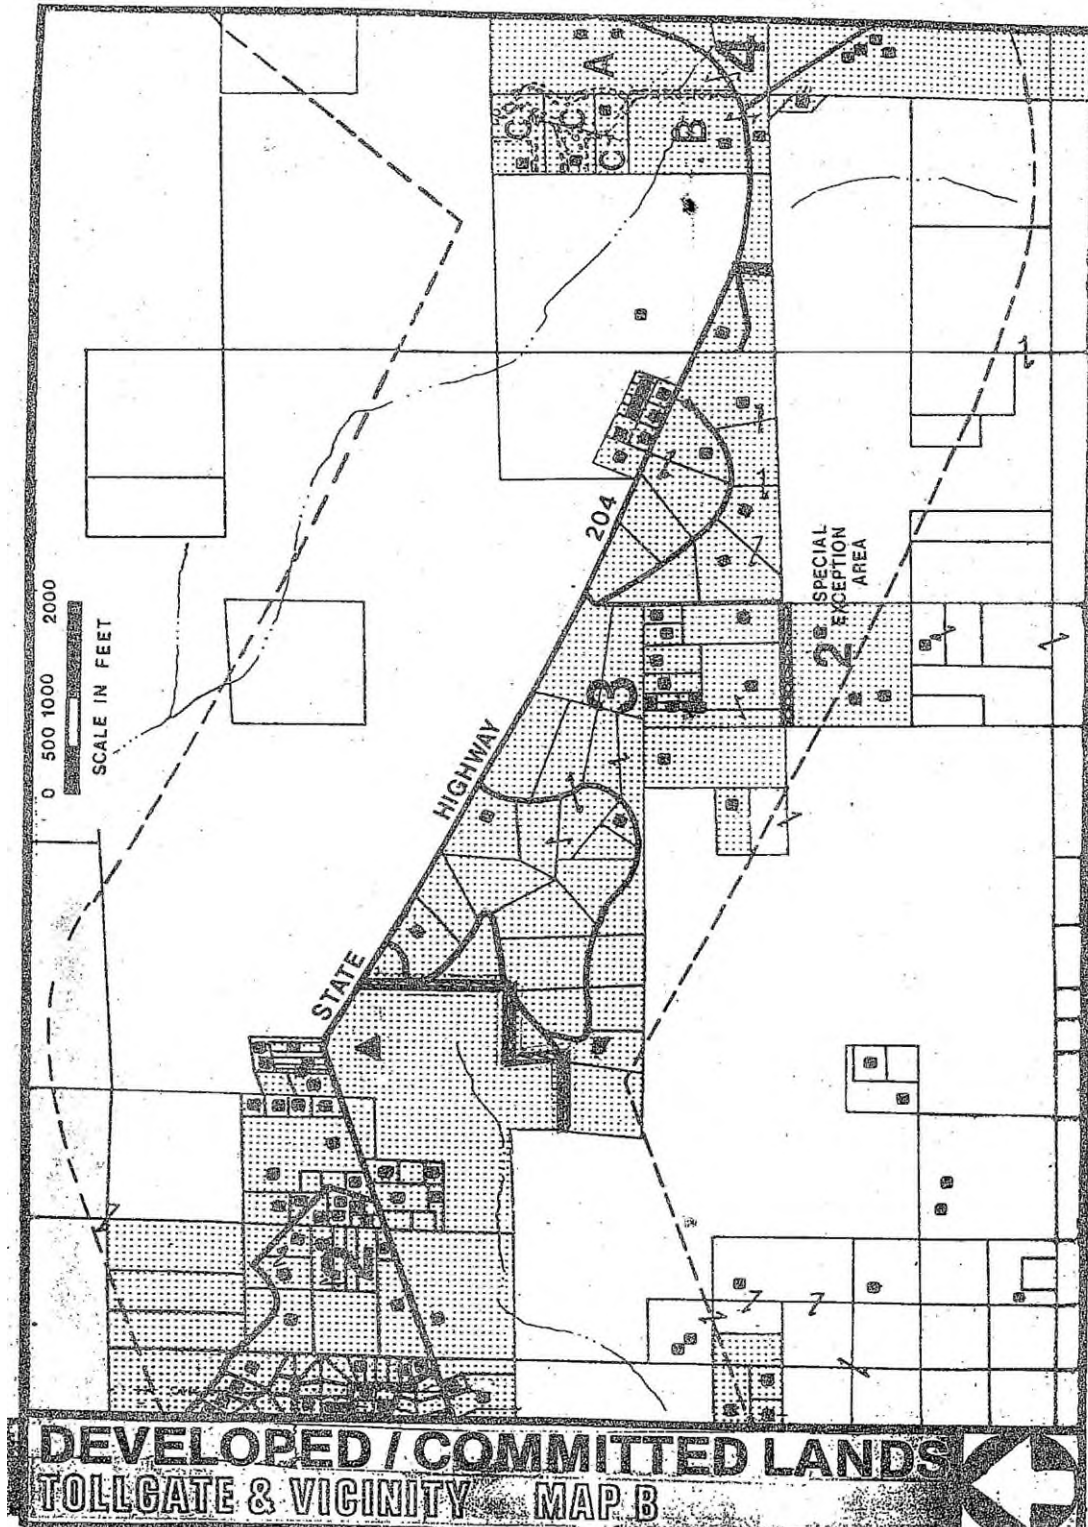 A
4
C
C
C
B
204
0 500 1000 2000
SCALE IN FEET
SPECIAL
EXCEPTION
AREA
2
3
HIGHWAY
STATE
2
DEVELOPED / COMMITTED LANDS
TOLLGATE & VICINITY MAP B